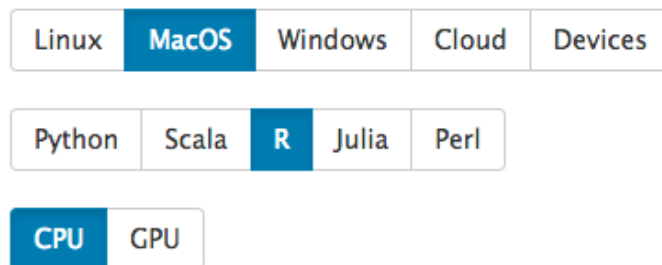 Linux MacOS Windows Cloud Devices
Python Scala R Julia Perl
CPU GPU